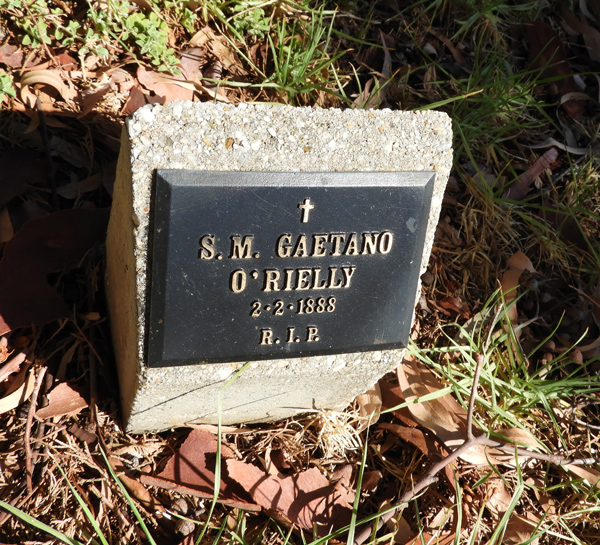 S. M. GAETANO
O'RIELLY
2·2·1888
R. I. P.